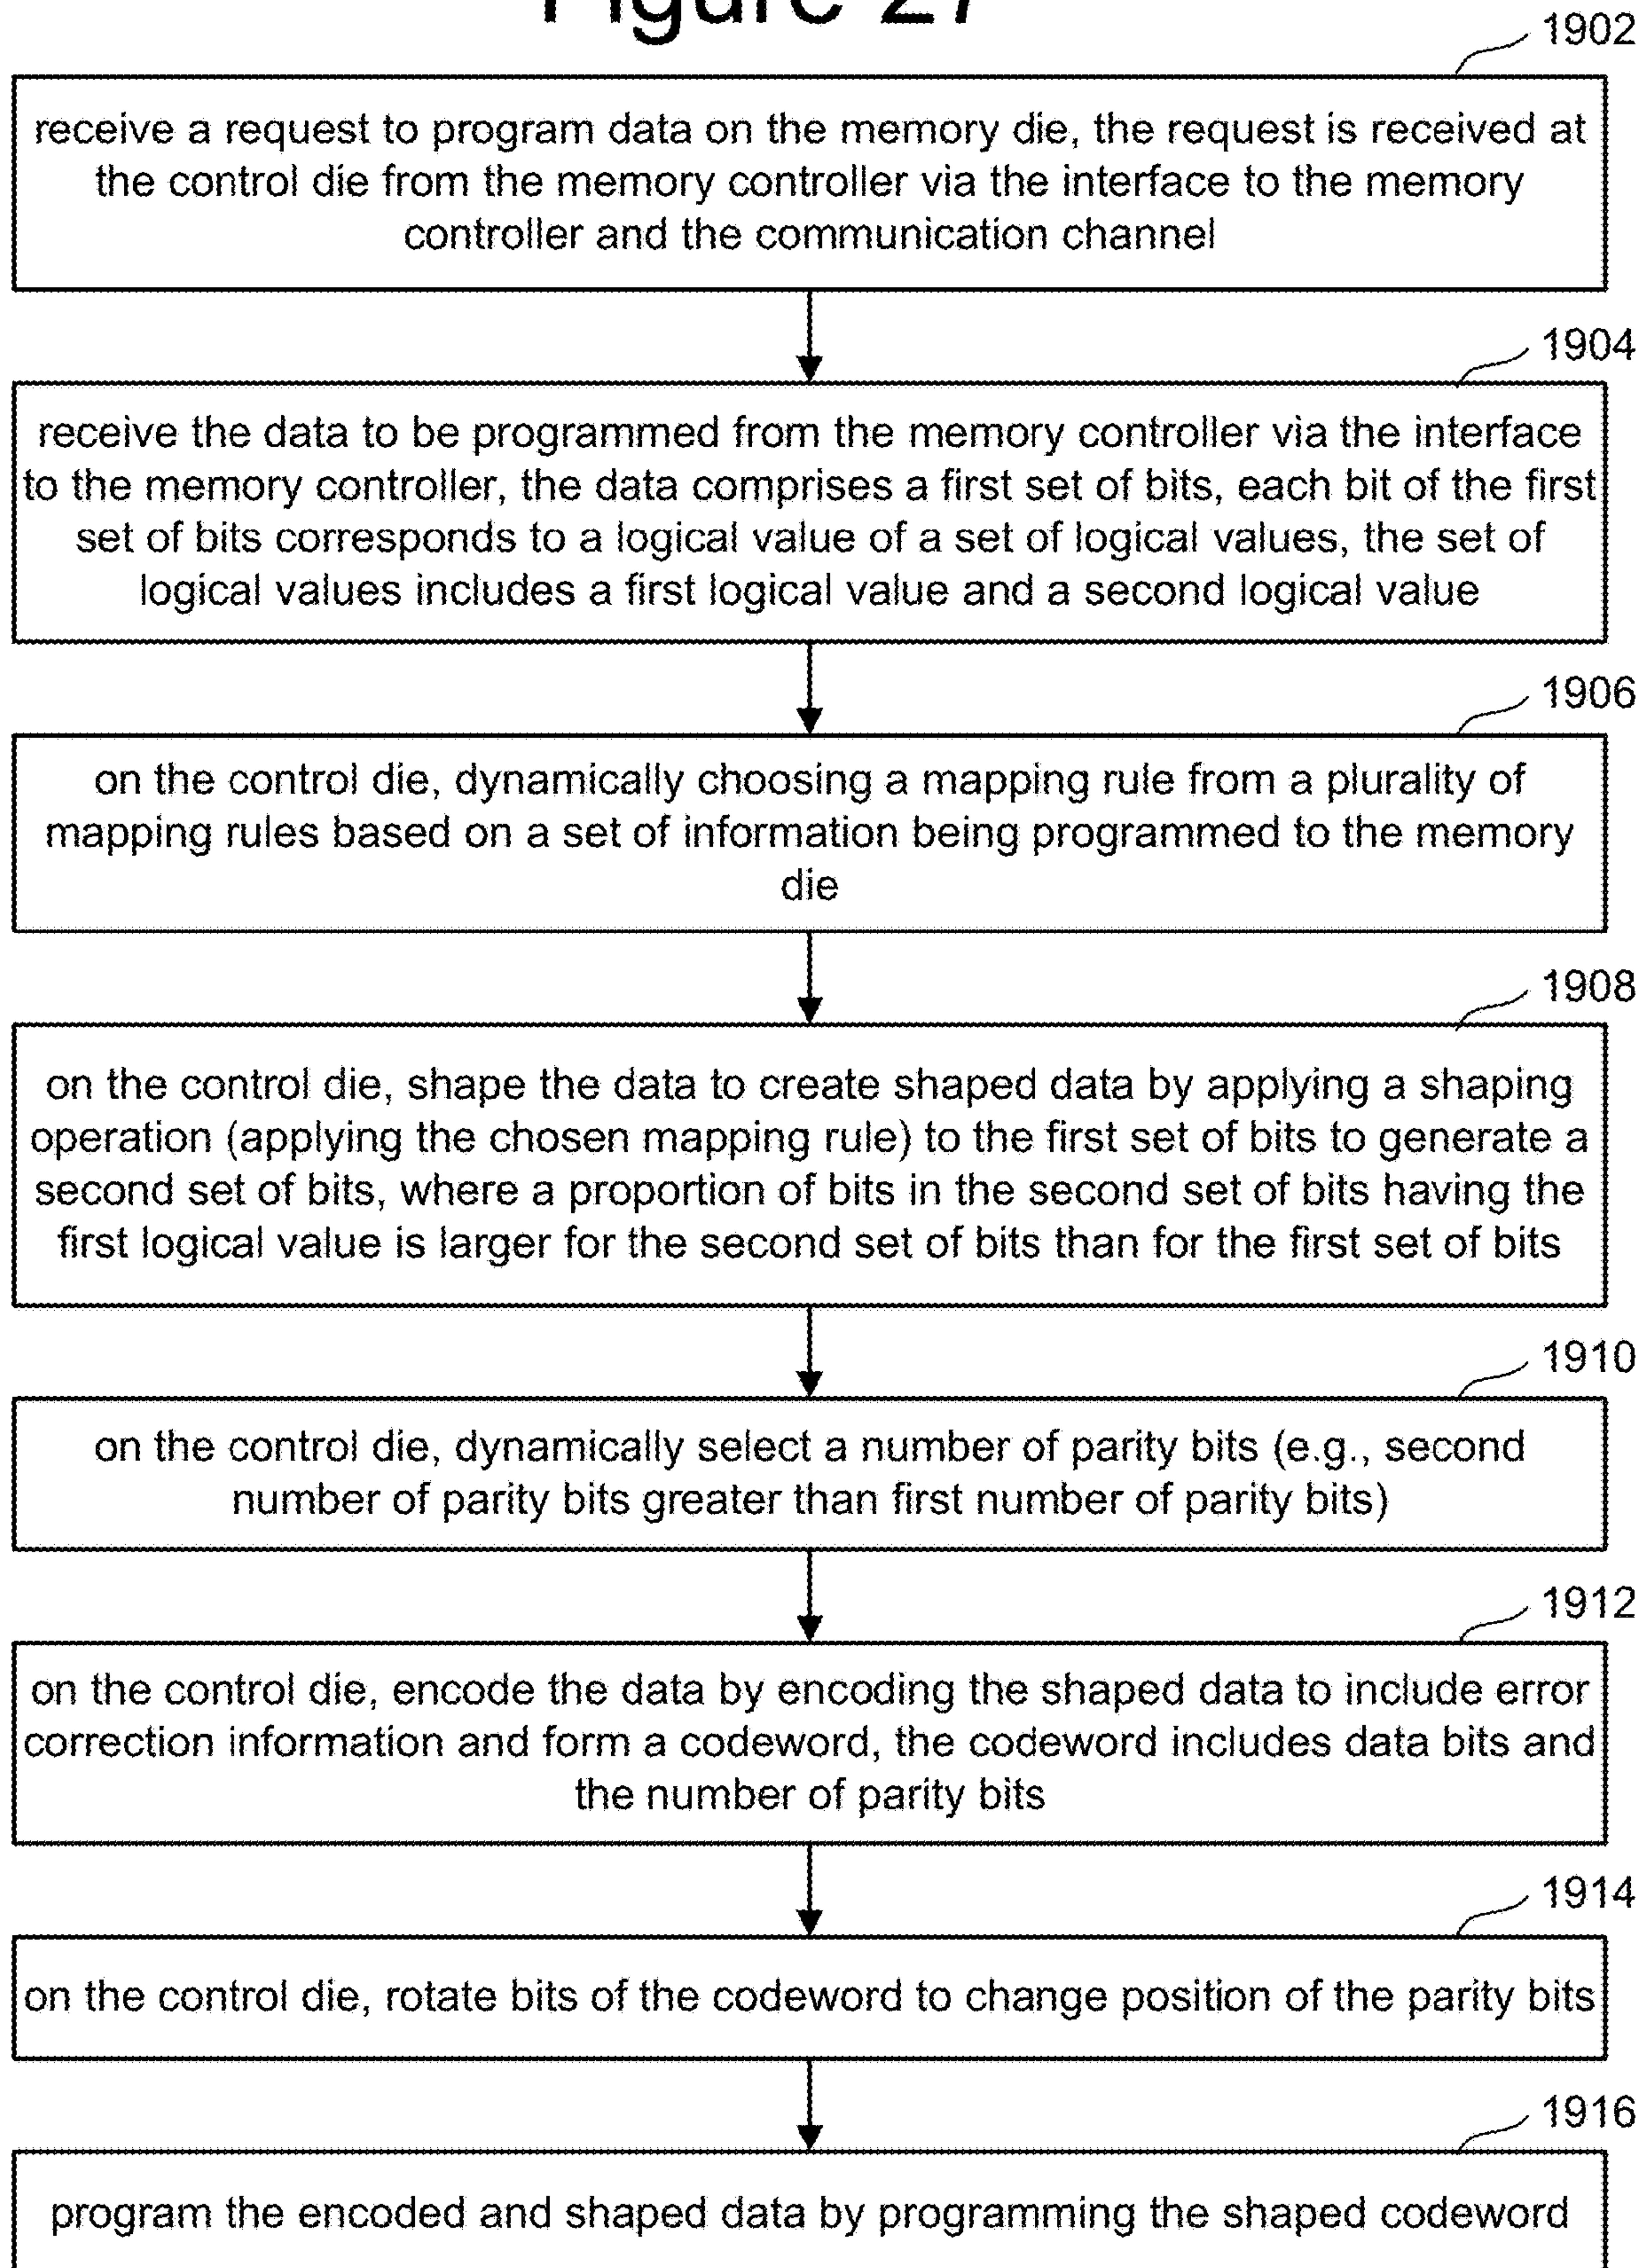 Figure 27
1902
receive a request to program data on the memory die, the request is received at
the control die from the memory controller via the interface to the memory
controller and the communication channel
1904
receive the data to be programmed from the memory controller via the interface
to the memory controller, the data comprises a first set of bits, each bit of the first
set of bits corresponds to a logical value of a set of logical values, the set of
logical values includes a first logical value and a second logical value
1906
on the control die, dynamically choosing a mapping rule from a plurality of
mapping rules based on a set of information being programmed to the memory
die
1908
on the control die, shape the data to create shaped data by applying a shaping
operation (applying the chosen mapping rule) to the first set of bits to generate a
second set of bits, where a proportion of bits in the second set of bits having the
first logical value is larger for the second set of bits than for the first set of bits
1910
on the control die, dynamically select a number of parity bits (e.g., second
number of parity bits greater than first number of parity bits)
1912
on the control die, encode the data by encoding the shaped data to include error
correction information and form a codeword, the codeword includes data bits and
the number of parity bits
1914
on the control die, rotate bits of the codeword to change position of the parity bits
1916
program the encoded and shaped data by programming the shaped codeword